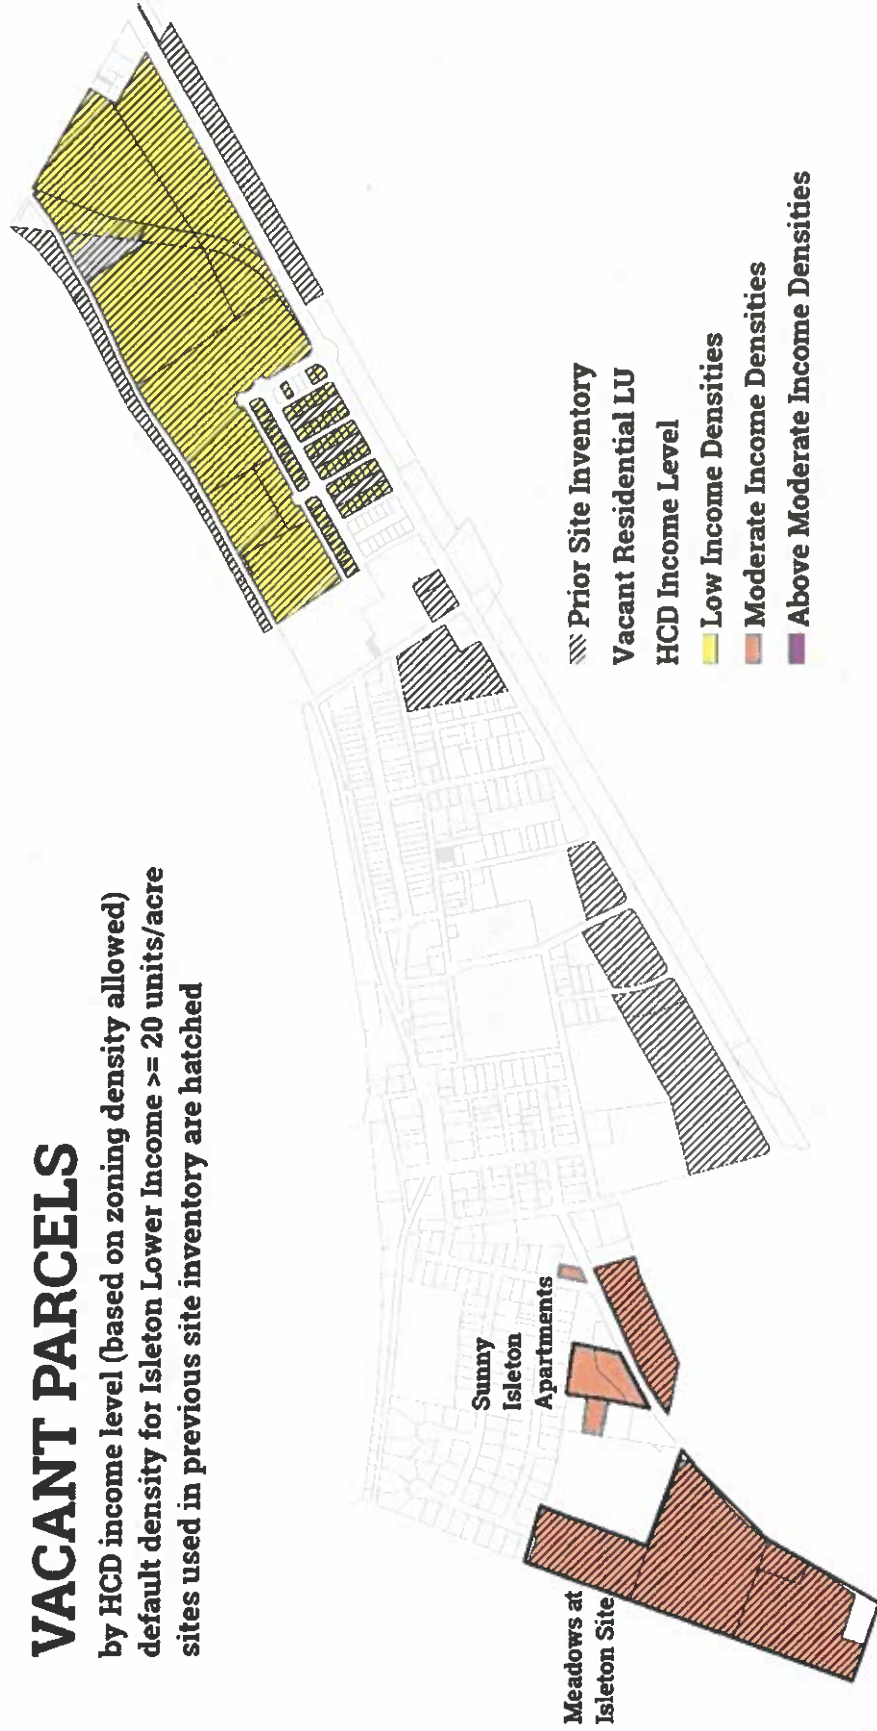 VACANT PARCELS
by HCD income level (based on zoning density allowed)
default density for Isleton Lower Income >= 20 units/acre
sites used in previous site inventory are hatched
Sunny
Isleton
Apartments
Meadows at
Isleton Site
Prior Site Inventory
Vacant Residential LU
HCD Income Level
Low Income Densities
Moderate Income Densities
Above Moderate Income Densities